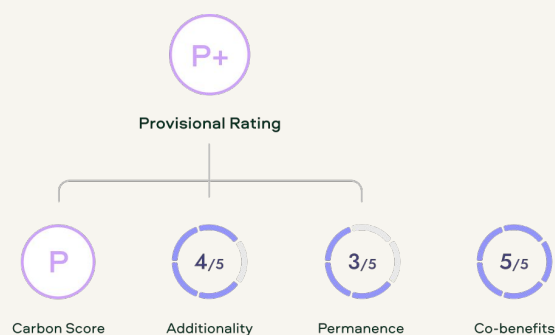 P+
Provisional Rating
P
4/5
3/5
5/5
Carbon Score
Additionality
Permanence
Co-benefits